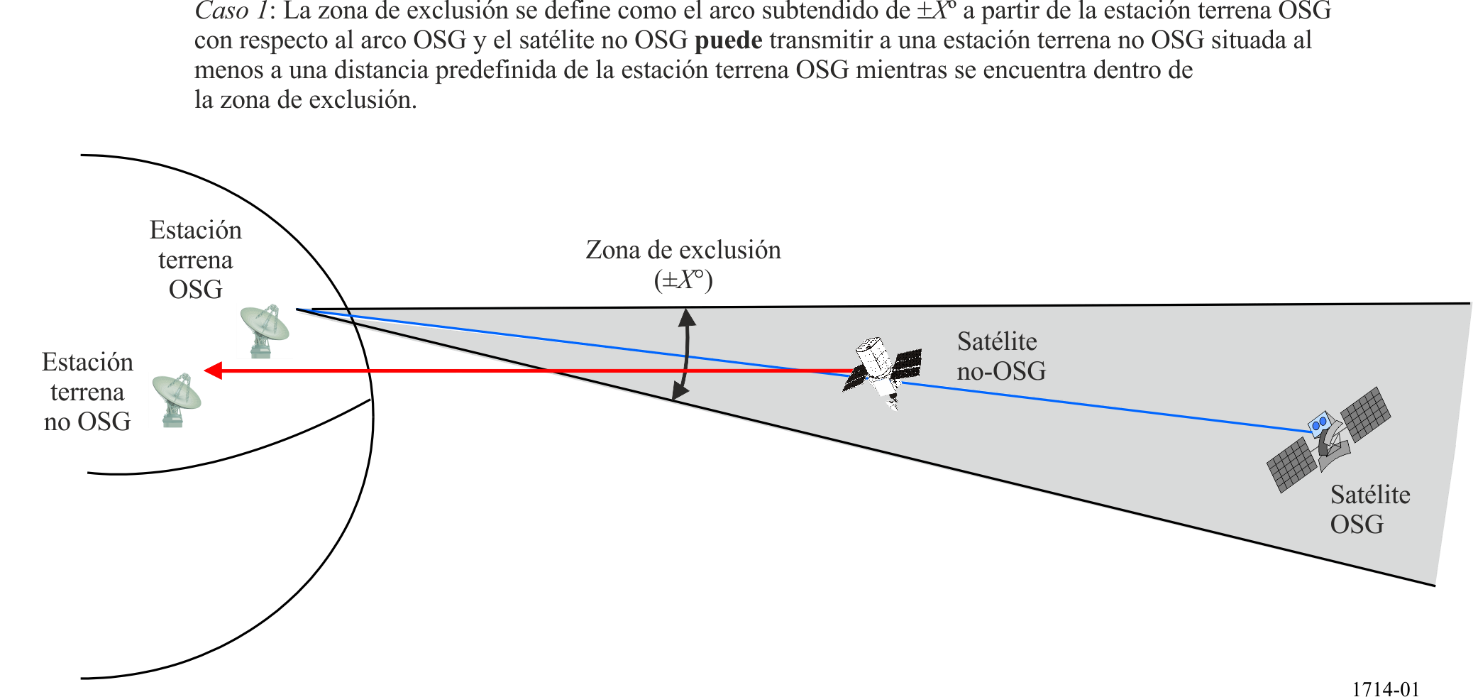 Caso 1: La zona de exclusión se define como el arco subtendido de ±Xº a partir de la estación terrena OSG
con respecto al arco OSG y el satélite no OSG puede transmitir a una estación terrena no OSG situada al
menos a una distancia predefinida de la estación terrena OSG mientras se encuentra dentro de
la zona de exclusión.
Estación
terrena
OSG
Zona de exclusión
(±X°)
Satélite
no-OSG
Estación
terrena
no OSG
Satélite
OSG
1714-01